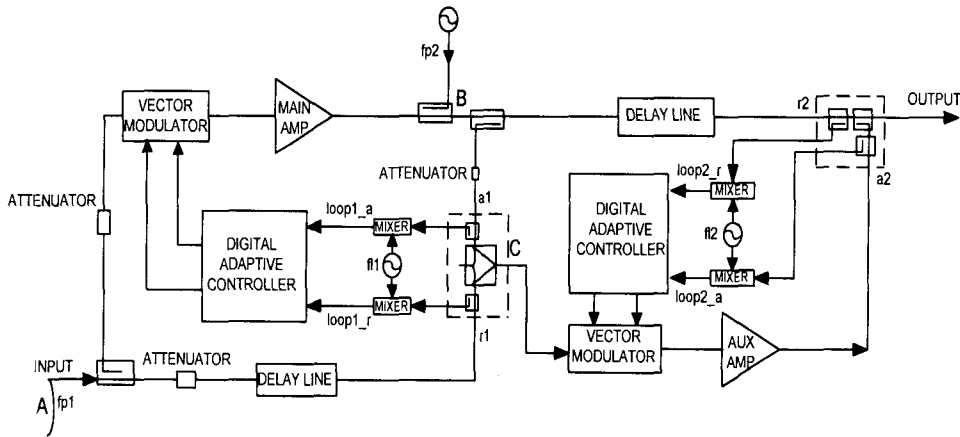 fp2
B
VECTOR
MODULATOR
MAIN
AMP.
DELAY LINE
r2
OUTPUT
a2
ATTENUATOR
ATTENUATOR
a1
loop2_r
MIXER
DIGITAL
ADAPTIVE
CONTROLLER
fl2
MIXER
loop2_a
loop1_a
MIXER
DIGITAL
ADAPTIVE
CONTROLLER
fl1
C
MIXER
loop1_r
r1
VECTOR
MODULATOR
AUX
AMP
INPUT
ATTENUATOR
DELAY LINE
A
fp1